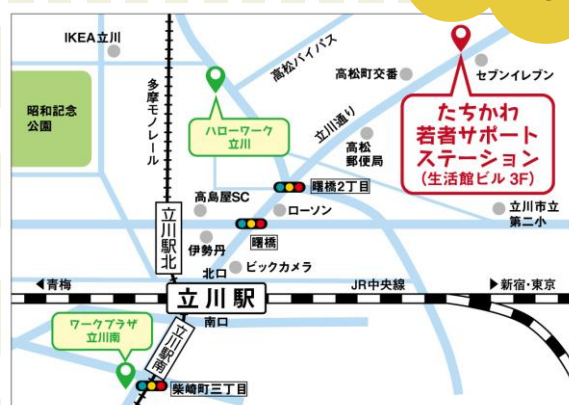 IKEA立川
昭和記念
公園
多摩モノレール
ハローワーク
立川
高松バイパス
立川通り
高松町交番
セブンイレブン
たちかわ
若者サポート
ステーション
(生活館ビル 3F)
高松
郵便局
曙橋2丁目
高島屋SC
ローソン
立川市立
第二小
曙橋
伊勢丹
立川駅北
北口
ビックカメラ
◀青梅
立川駅
JR中央線
▶新宿・東京
南口
ワークプラザ
立川南
立川駅南
柴崎町三丁目